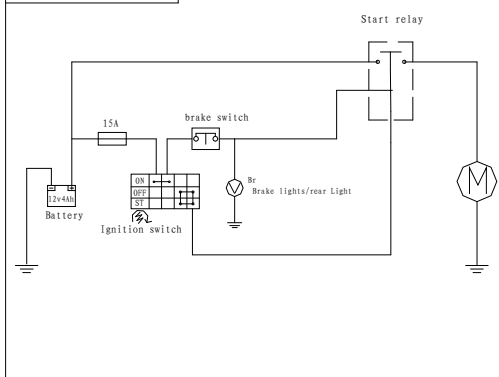 Start relay
15A
brake switch
Br
Brake lights/rear Light
ON
OFF
ST
12v4Ah
Battery
Ignition switch
M